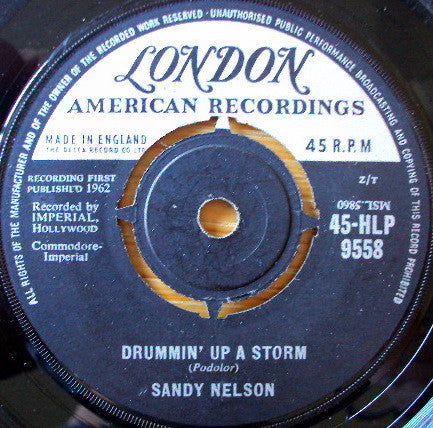 ALL RIGHTS OF THE MANUFACTURER AND OF THE OWNER OF THE RECORDED WORK RESERVED · UNAUTHORISED PUBLIC PERFORMANCE, BROADCASTING AND COPYING OF THIS RECORD PROHIBITED
LONDON
AMERICAN RECORDINGS
MADE IN ENGLAND
THE DECCA RECORD CO LTD
45 R.P.M
RECORDING FIRST
PUBLISHED 1962
Recorded by
IMPERIAL,
HOLLYWOOD
Commodore-
Imperial
Z/T
MSL.5860
45-HLP
9558
DRUMMIN' UP A STORM
(Podolor)
SANDY NELSON